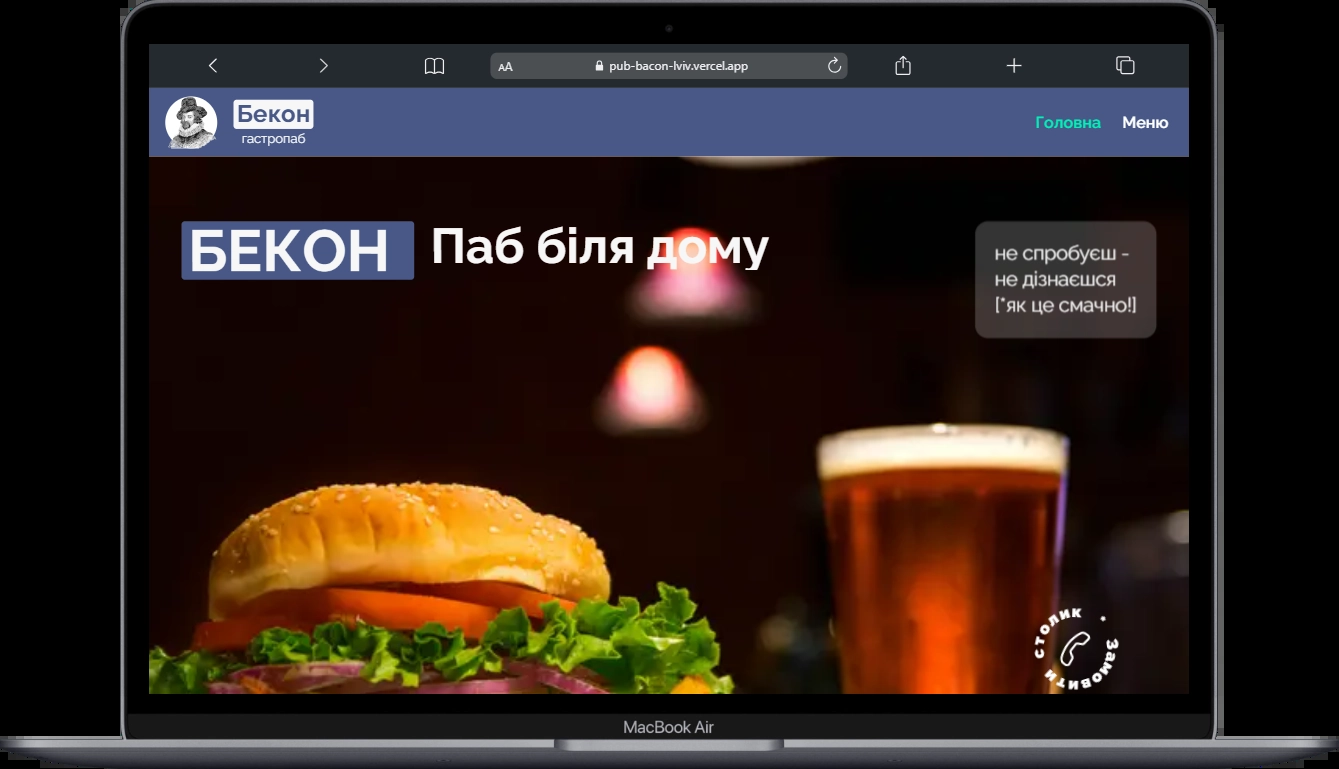 AA
pub-bacon-lviv.vercel.app
Бекон
гастропаб
Головна
Меню
БЕКОН
Паб біля дому
не спробуєш -
не дізнаєшся
[*як це смачно!]
Замовити столик •
MacBook Air